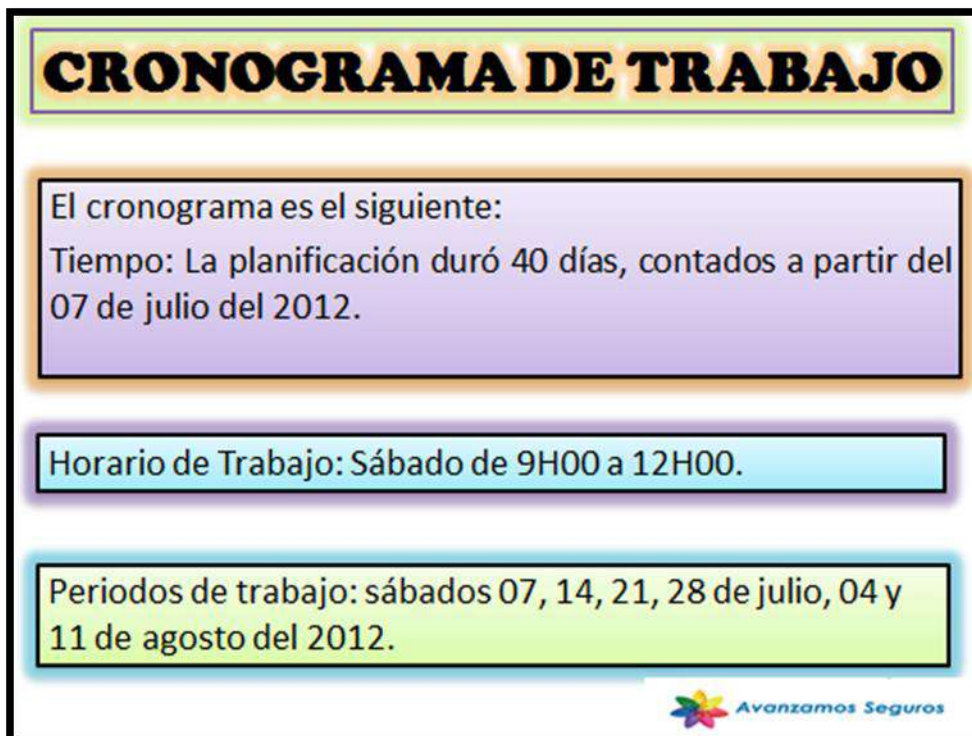 CRONOGRAMA DE TRABAJO
El cronograma es el siguiente:
Tiempo: La planificación duró 40 días, contados a partir del
07 de julio del 2012.
Horario de Trabajo: Sábado de 9H00 a 12H00.
Periodos de trabajo: sábados 07, 14, 21, 28 de julio, 04 y
11 de agosto del 2012.
Avanzamos Seguros